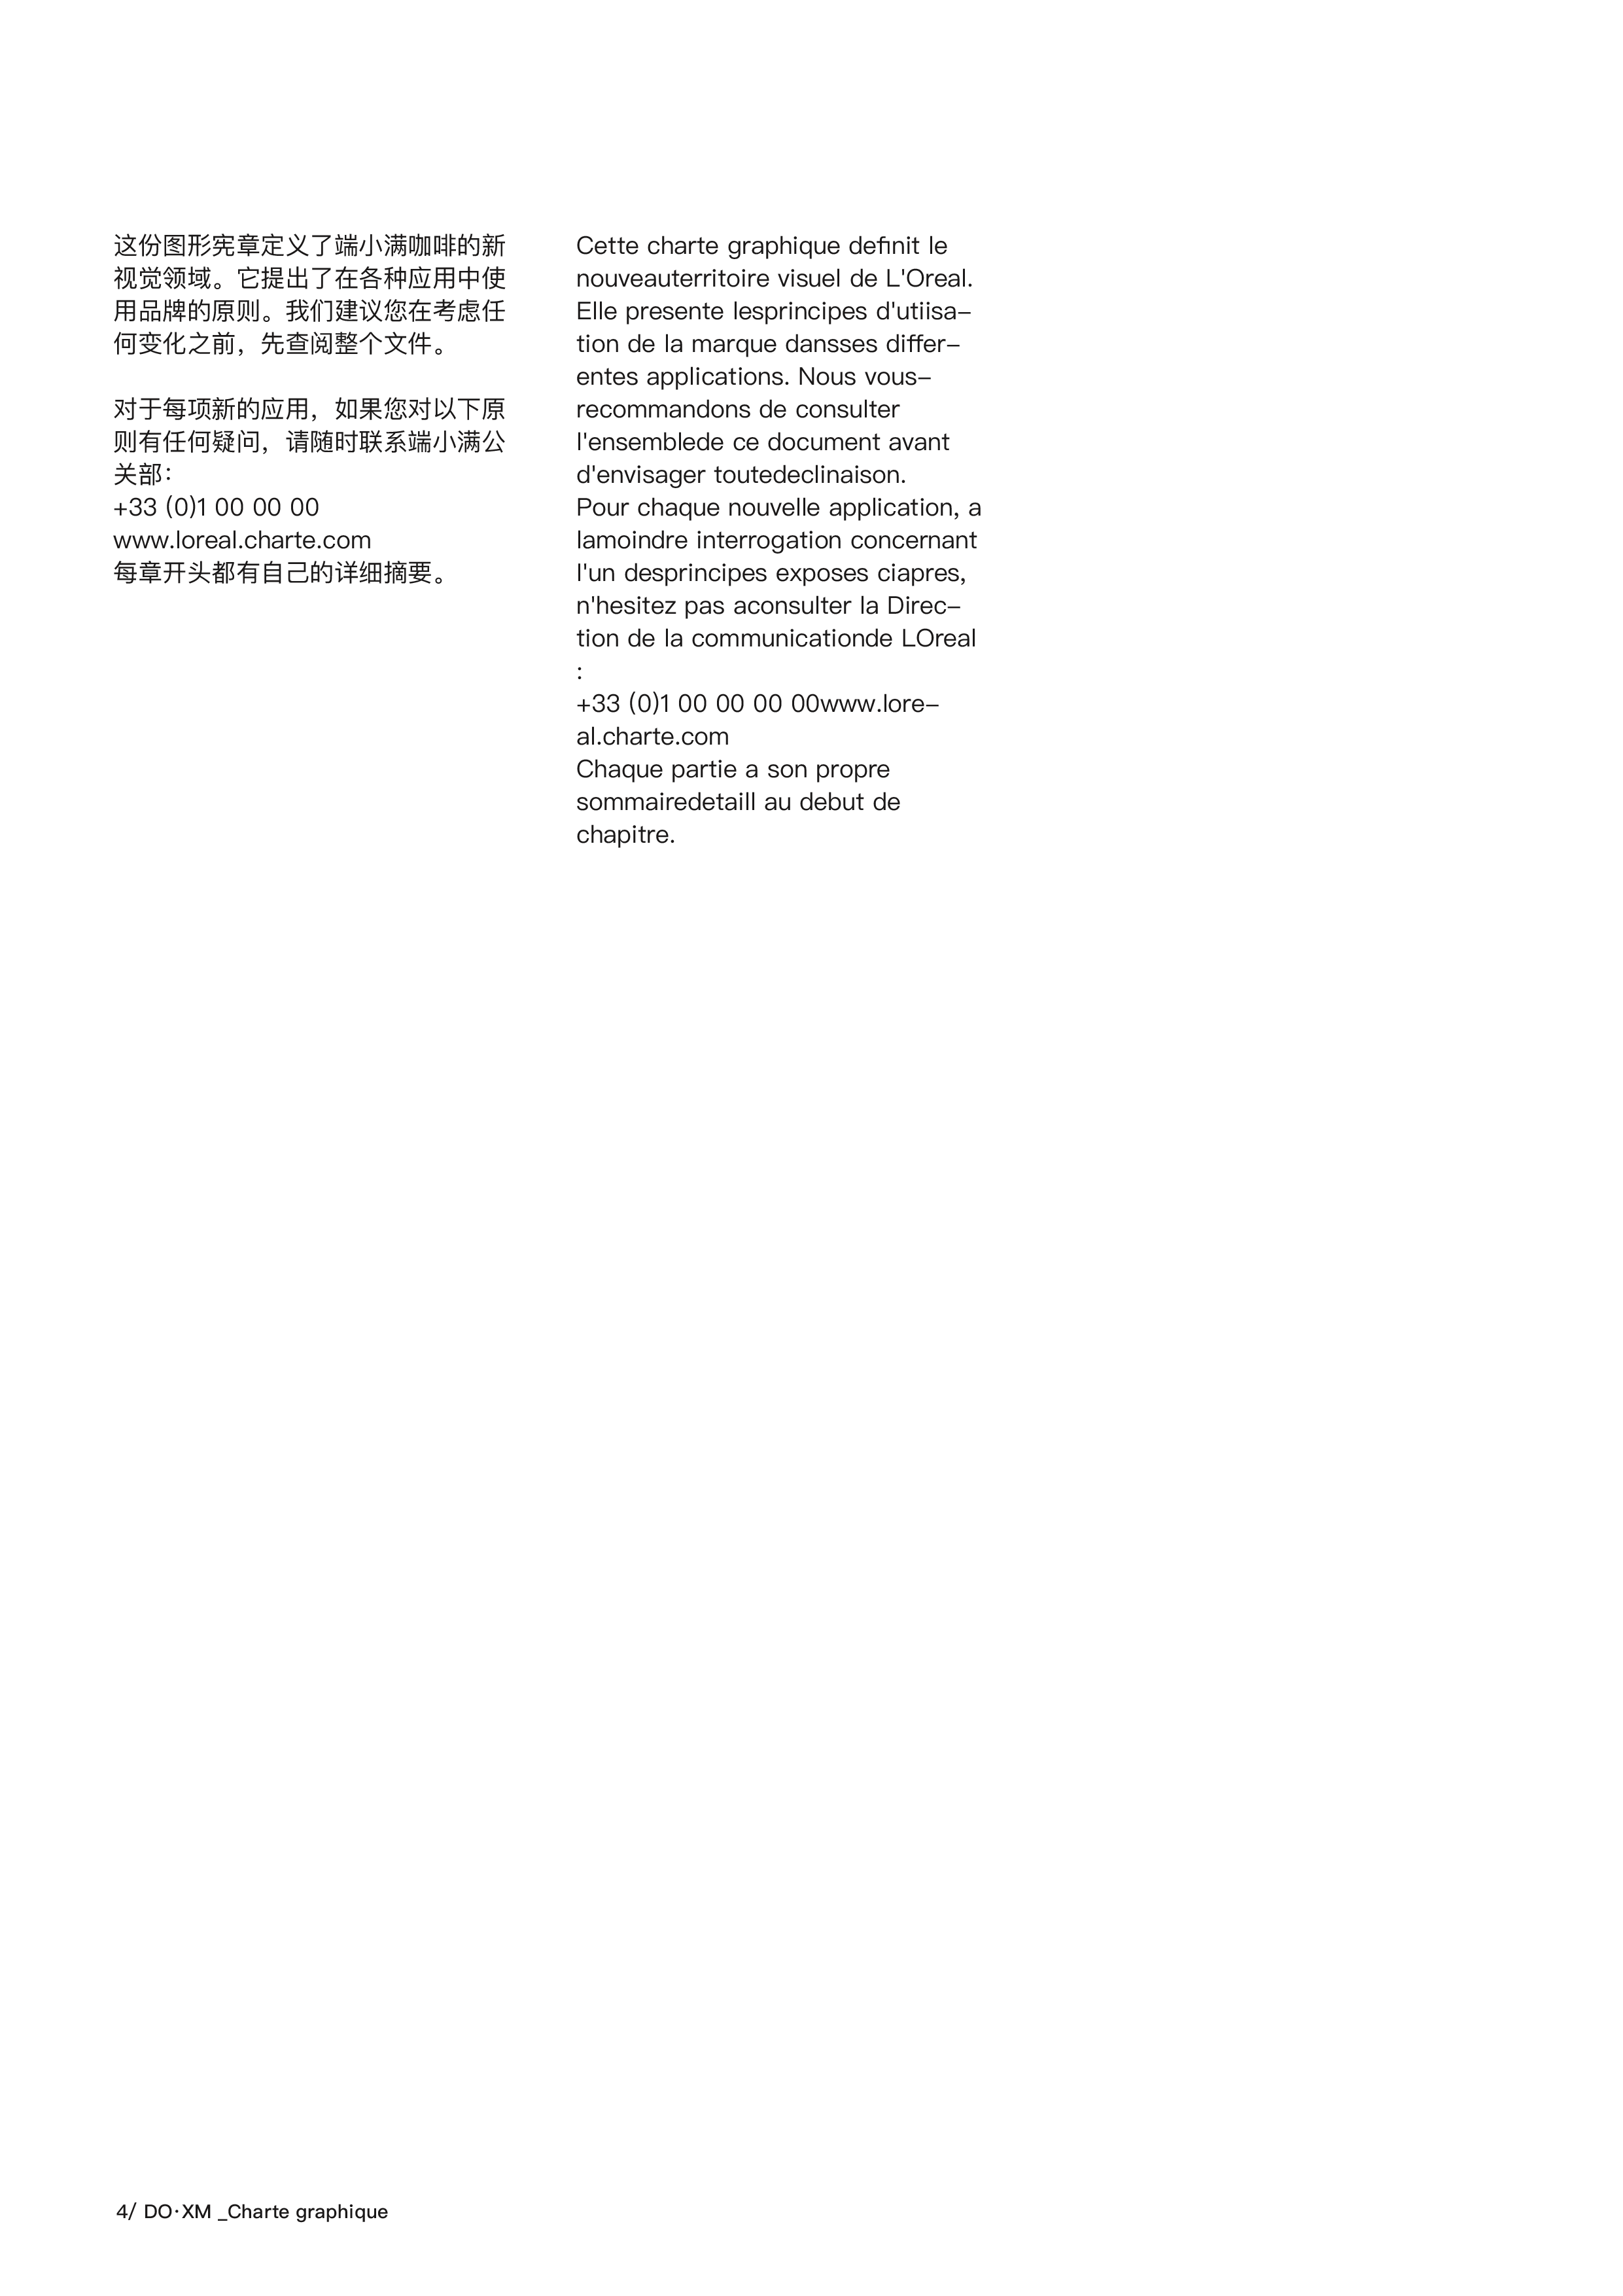 这份图形宪章定义了端小满咖啡的新
视觉领域。它提出了在各种应用中使
用品牌的原则。我们建议您在考虑任
何变化之前，先查阅整个文件。
对于每项新的应用，如果您对以下原
则有任何疑问，请随时联系端小满公
关部：
+33 (0)1 00 00 00
www.loreal.charte.com
每章开头都有自己的详细摘要。
Cette charte graphique definit le
nouveauterritoire visuel de L'Oreal.
Elle presente lesprincipes d'utiisa–
tion de la marque dansses differ–
entes applications. Nous vous–
recommandons de consulter
l'ensemblede ce document avant
d'envisager toutedeclinaison.
Pour chaque nouvelle application, a
lamoindre interrogation concernant
l'un desprincipes exposes ciapres,
n'hesitez pas aconsulter la Direc–
tion de la communicationde LOreal
:
+33 (0)1 00 00 00 00www.lore–
al.charte.com
Chaque partie a son propre
sommairedetaill au debut de
chapitre.
4/ DO·XM _Charte graphique